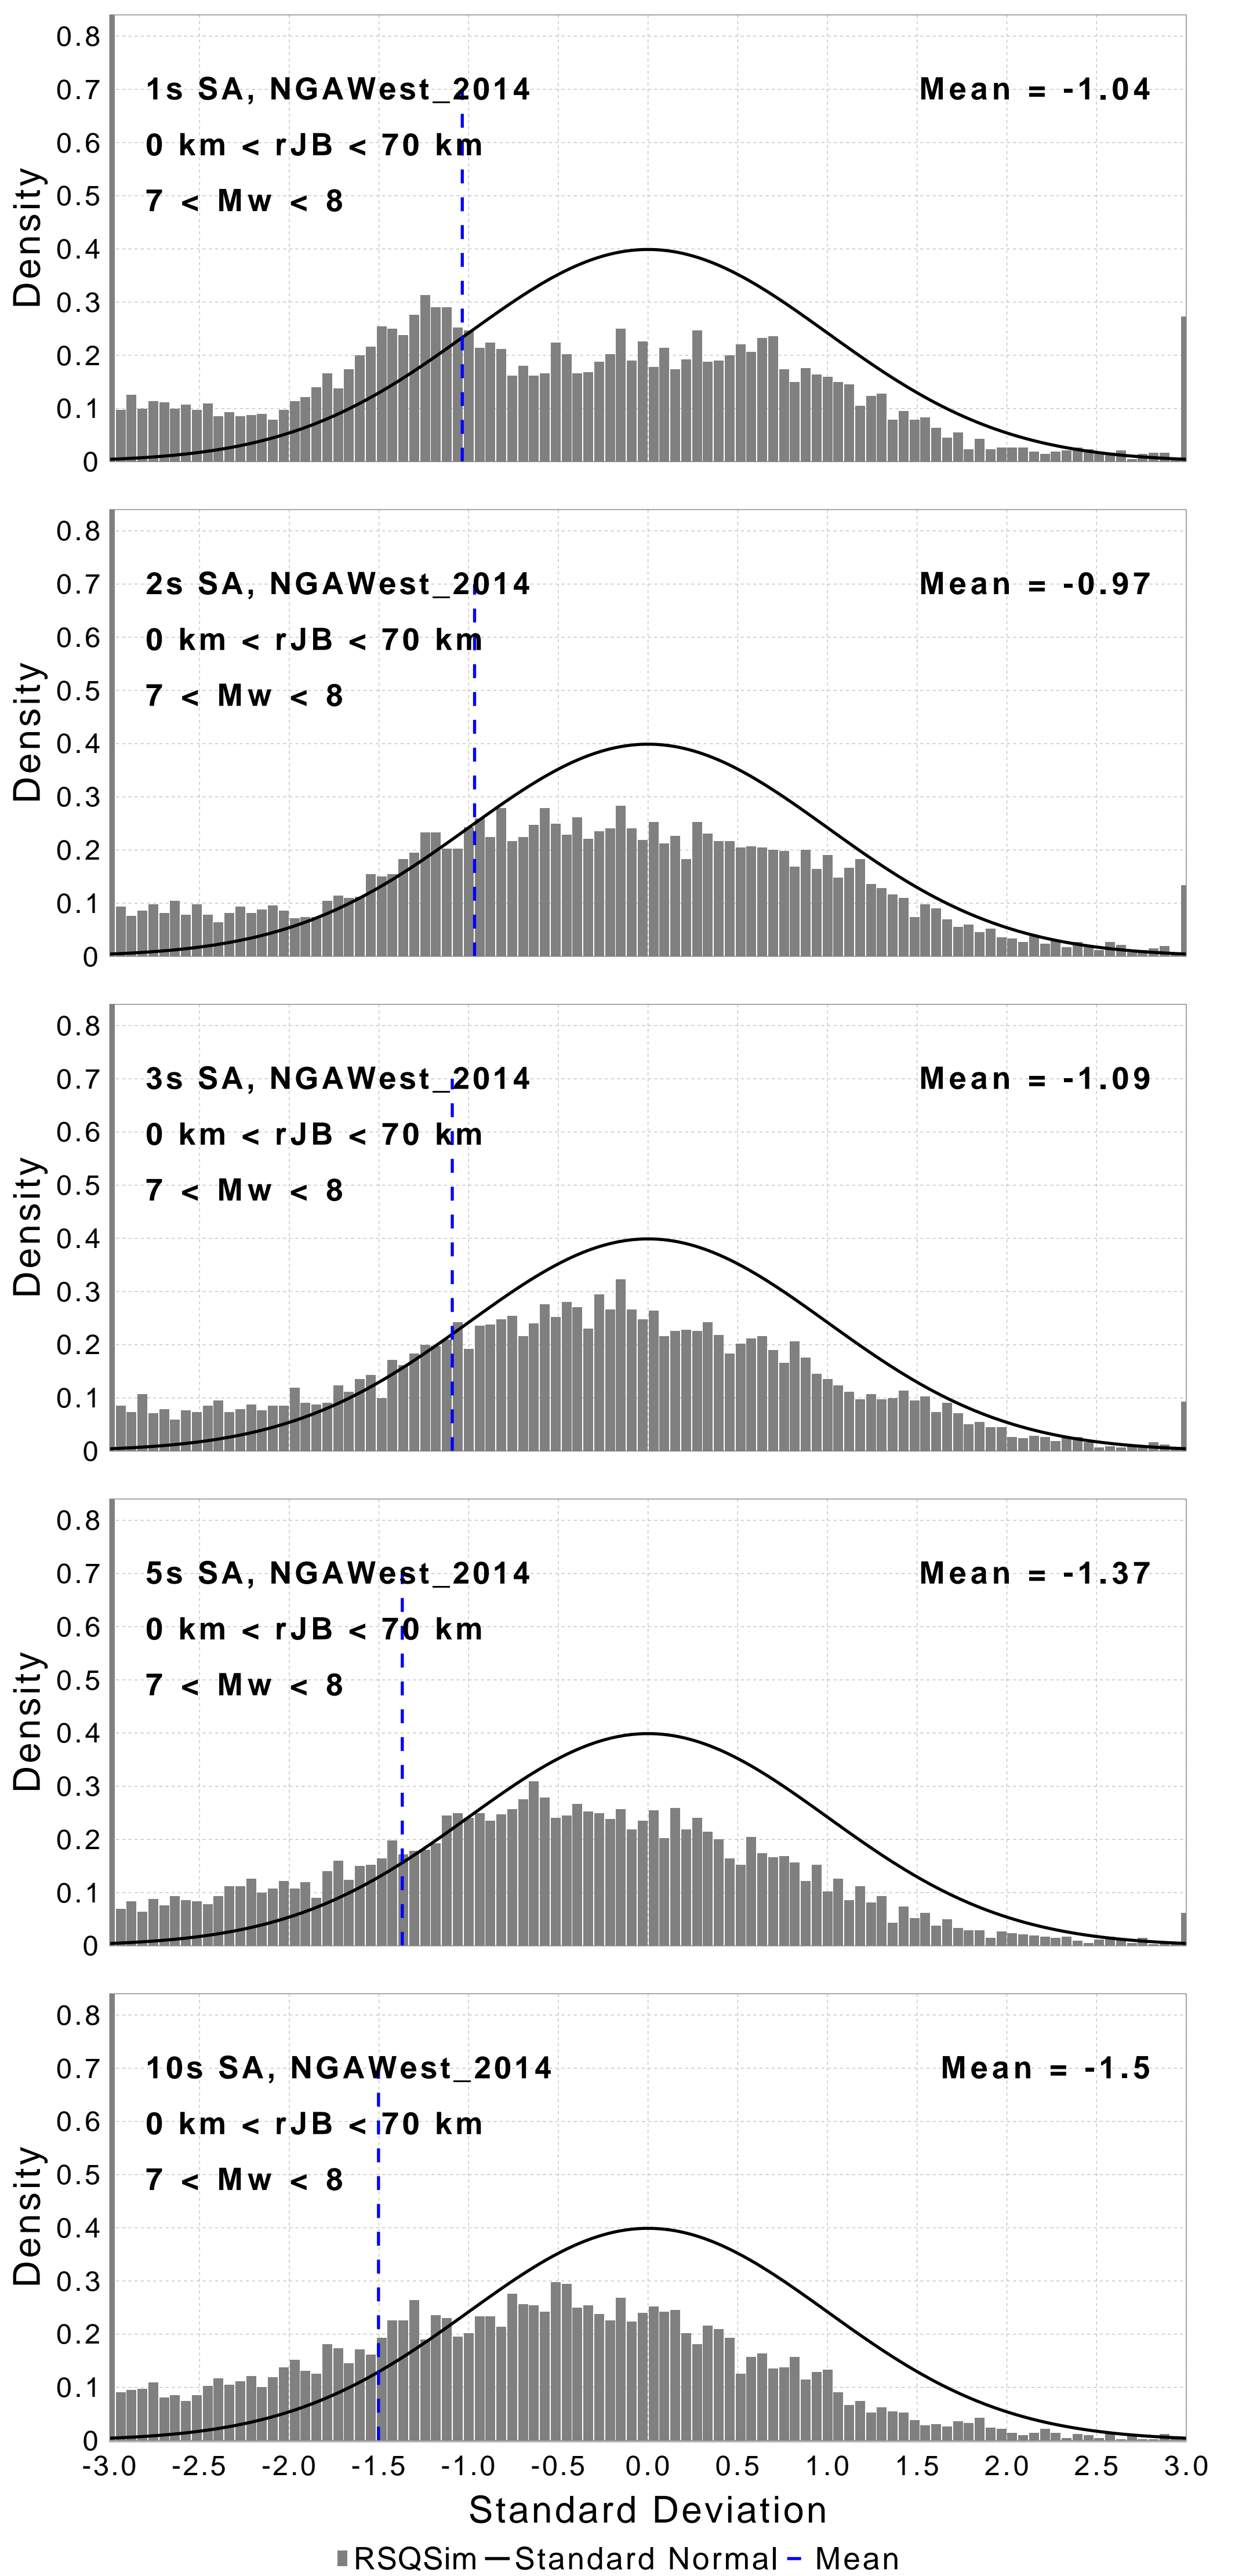 0.8
1s SA, NGAWest_2014 Mean = -1.04
0.7
0 km < rJB < 70 km
0.6
7 < Mw < 8
0.5
0.4
0.3
0.2
0.1
0
Density
0.8
2s SA, NGAWest_2014 Mean = -0.97
0.7
0 km < rJB < 70 km
0.6
7 < Mw < 8
0.5
0.4
0.3
0.2
0.1
0
Density
0.8
3s SA, NGAWest_2014 Mean = -1.09
0.7
0 km < rJB < 70 km
0.6
7 < Mw < 8
0.5
0.4
0.3
0.2
0.1
0
Density
0.8
5s SA, NGAWest_2014 Mean = -1.37
0.7
0 km < rJB < 70 km
0.6
7 < Mw < 8
0.5
0.4
0.3
0.2
0.1
0
Density
0.8
10s SA, NGAWest_2014 Mean = -1.5
0.7
0 km < rJB < 70 km
0.6
7 < Mw < 8
0.5
0.4
0.3
0.2
0.1
0
Density
-3.0 -2.5 -2.0 -1.5 -1.0 -0.5 0.0 0.5 1.0 1.5 2.0 2.5 3.0
Standard Deviation
RSQSim Standard Normal Mean